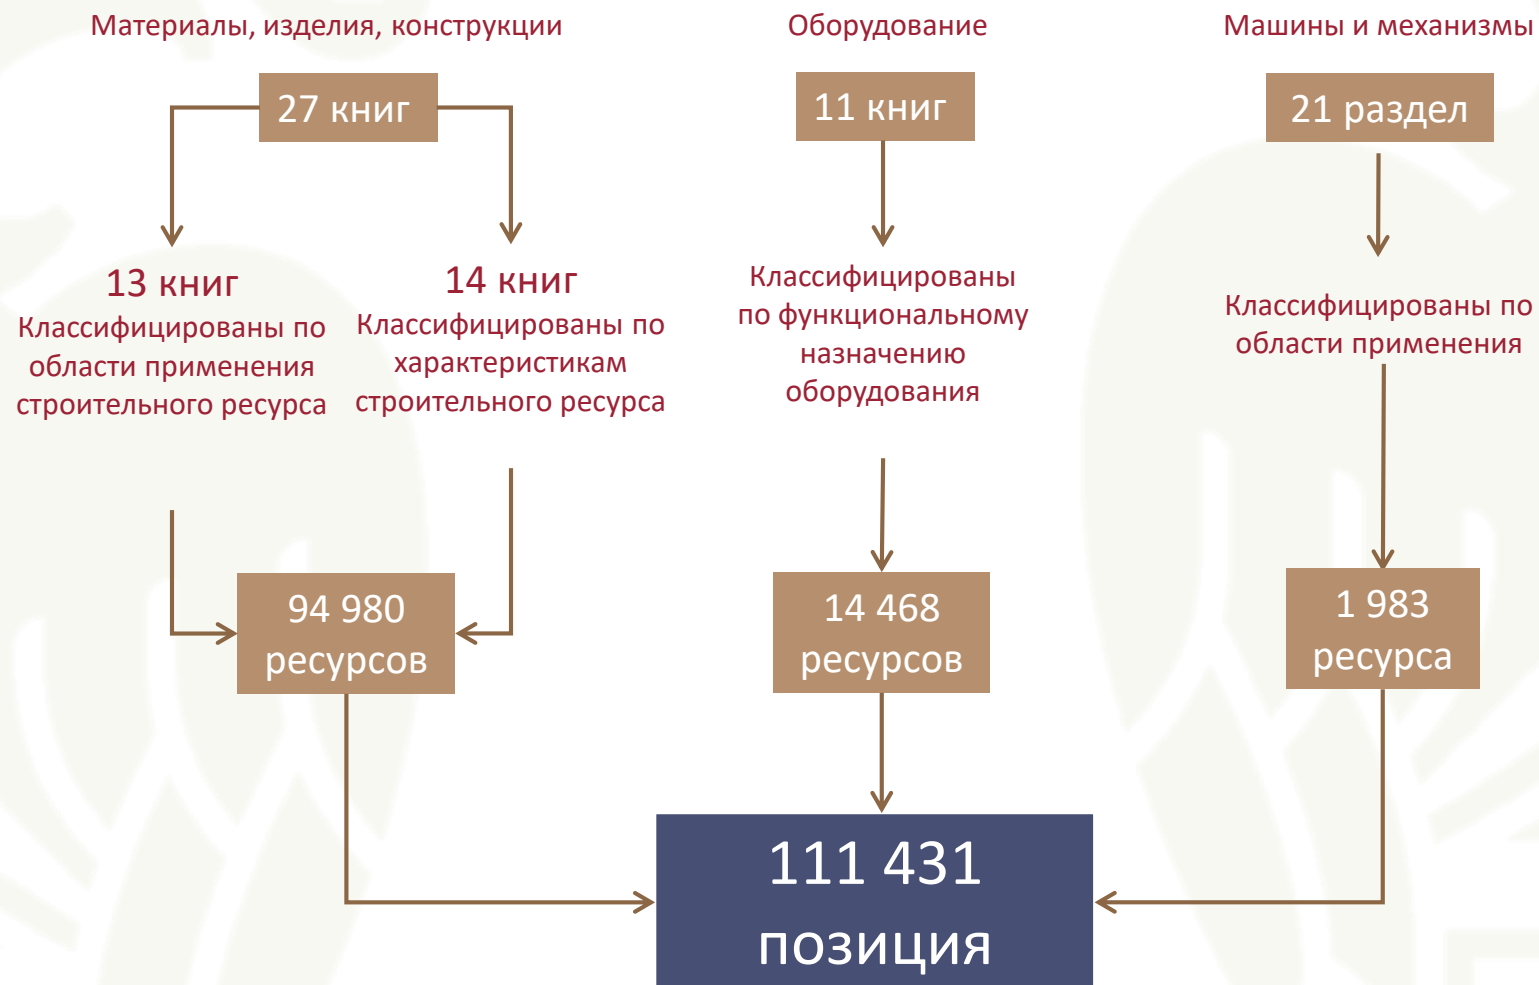 Материалы, изделия, конструкции
27 книг
13 книг
Классифицированы по
области применения
строительного ресурса
14 книг
Классифицированы по
характеристикам
строительного ресурса
94 980
ресурсов
Оборудование
11 книг
Классифицированы
по функциональному
назначению
оборудования
14 468
ресурсов
Машины и механизмы
21 раздел
Классифицированы по
области применения
1 983
ресурса
111 431
позиция